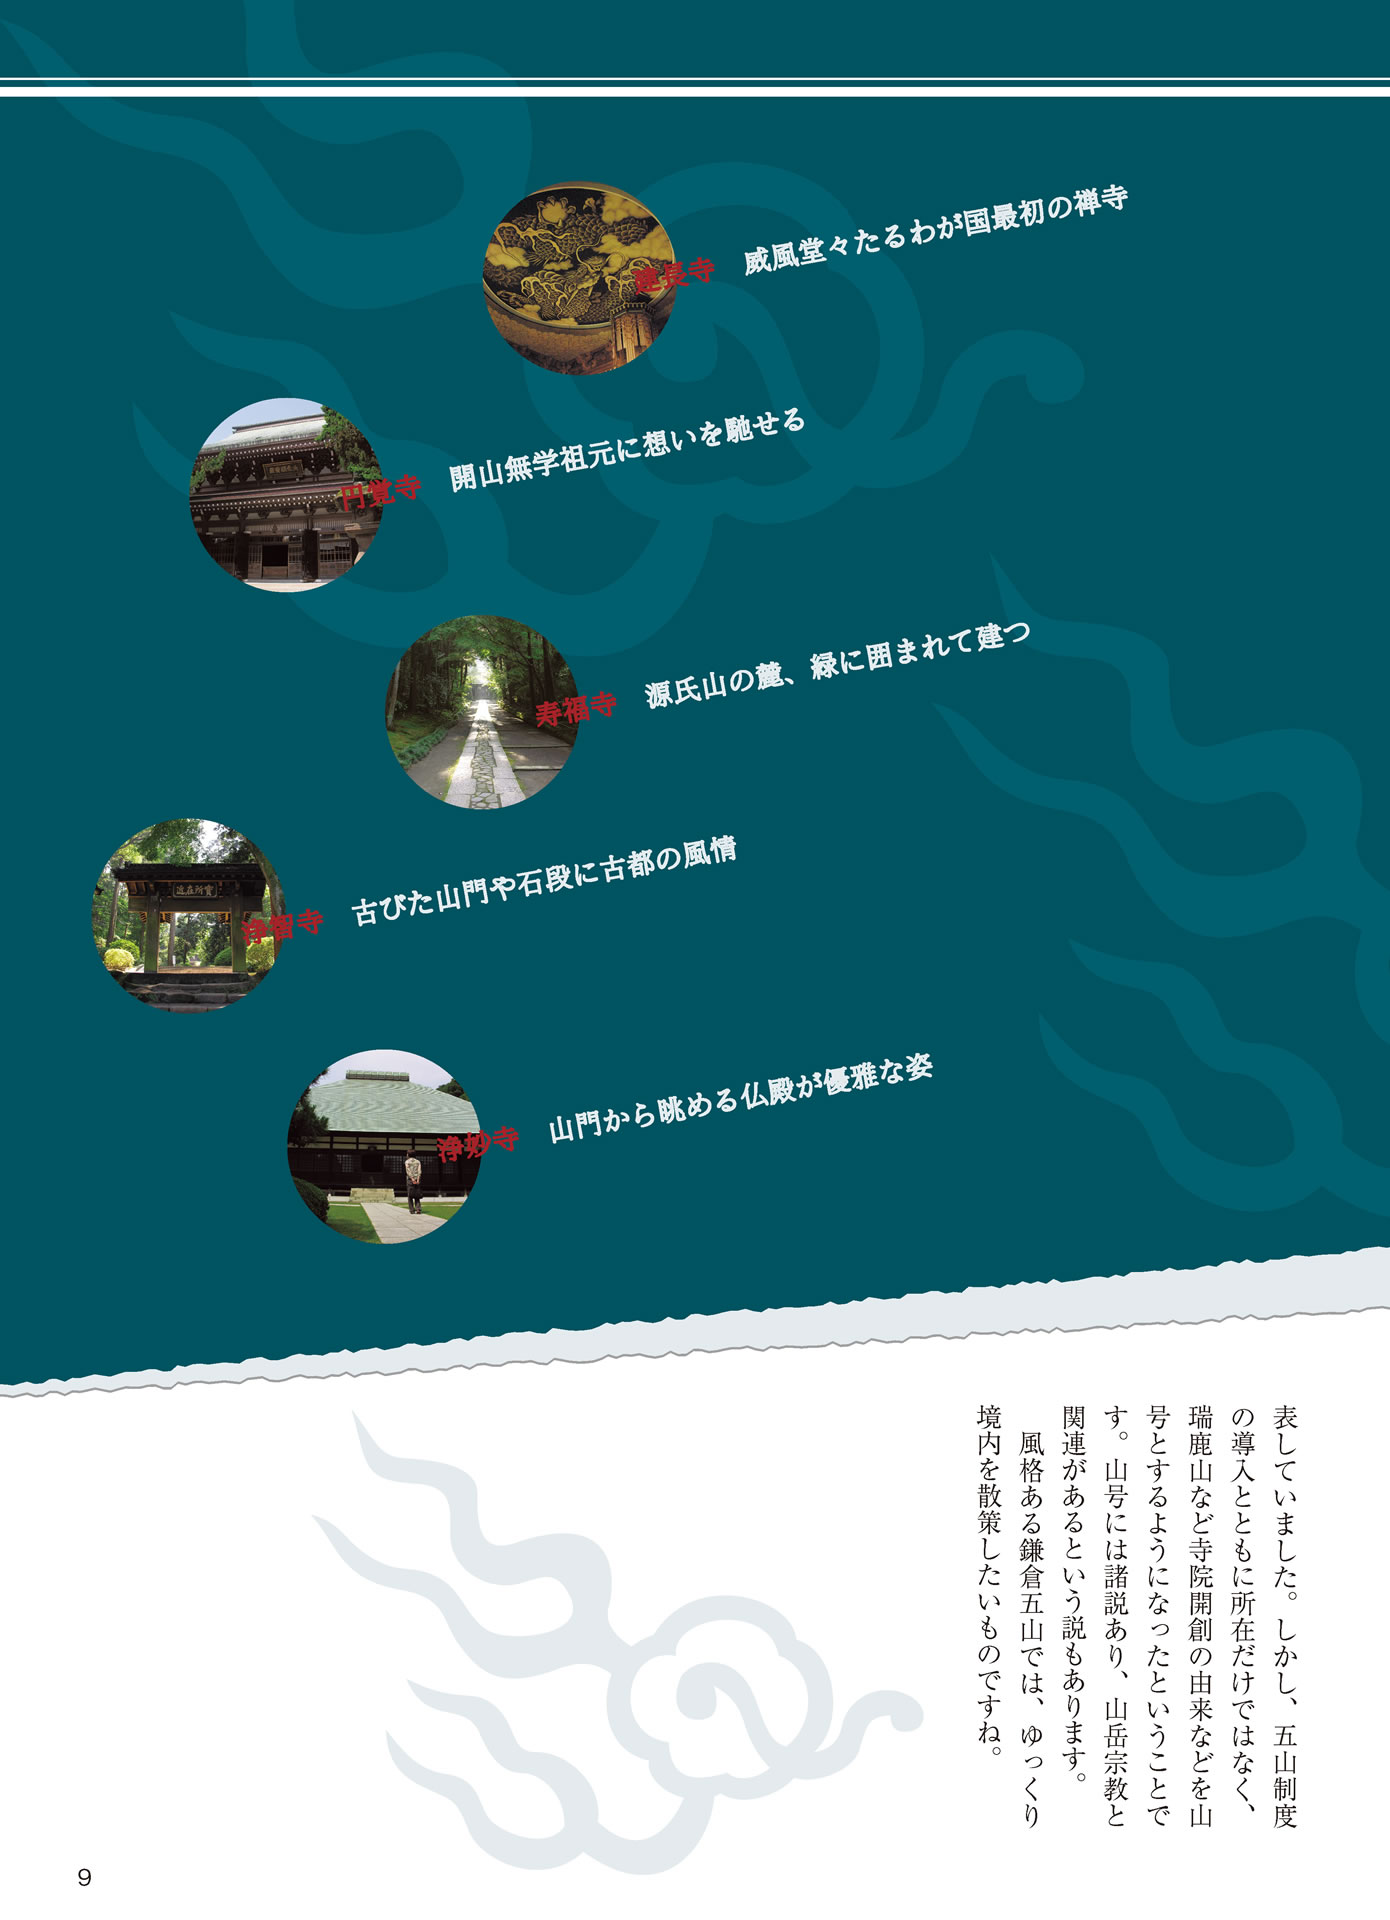 建長寺 威風堂々たるわが国最初の禅寺
円覚寺 開山無学祖元に想いを馳せる
寿福寺 源氏山の麓、緑に囲まれて建つ
浄智寺 古びた山門や石段に古都の風情
浄妙寺 山門から眺める仏殿が優雅な姿
寶所在近
表していました。しかし、五山制度
の導入とともに所在だけではなく、
瑞鹿山など寺院開創の由来などを山
号とするようになったということで
す。山号には諸説あり、山岳宗教と
関連があるという説もあります。
風格ある鎌倉五山では、ゆっくり
境内を散策したいものですね。
9